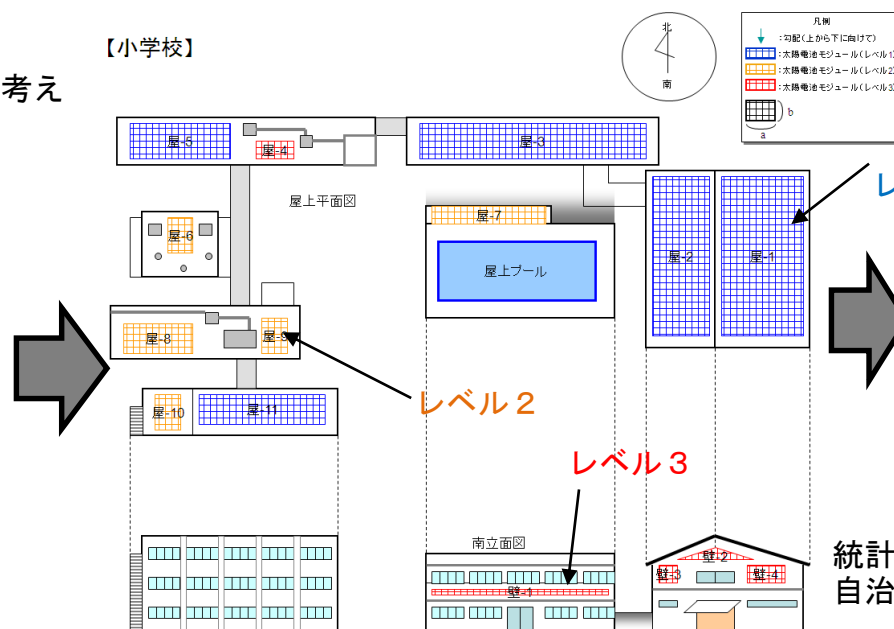 【小学校】
考え
北
南
凡例
:勾配(上から下に向けて)
:太陽電池モジュール(レベル1)
:太陽電池モジュール(レベル2)
:太陽電池モジュール(レベル3)
b
a
屋-5
屋-4
屋-3
レ
屋上平面図
屋-7
屋-6
屋-2
屋-1
屋上プール
屋-8
屋-9
レベル2
屋-10
屋-11
レベル3
南立面図
壁-2
壁-3
壁-4
壁-1
統計
自治